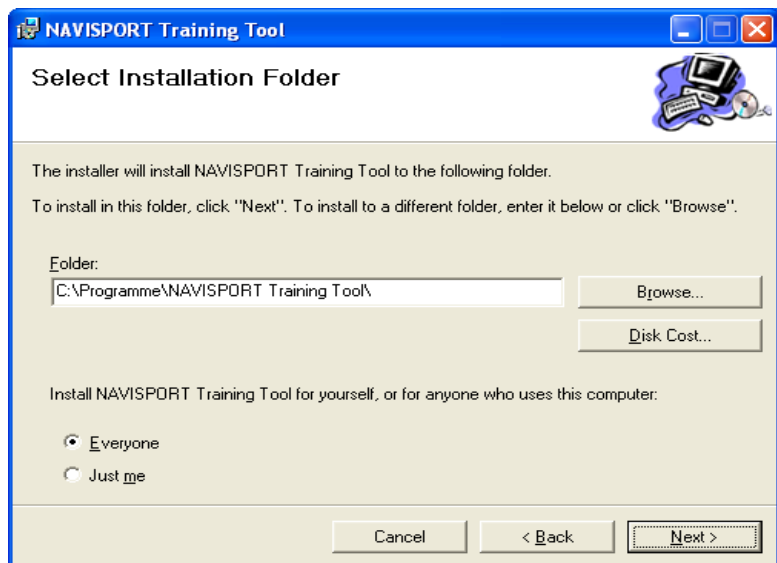 NAVISPORT Training Tool
Select Installation Folder
The installer will install NAVISPORT Training Tool to the following folder.
To install in this folder, click "Next". To install to a different folder, enter it below or click "Browse".
Folder:
C:\Programme\NAVISPORT Training Tool\
Browse...
Disk Cost...
Install NAVISPORT Training Tool for yourself, or for anyone who uses this computer:
Everyone
Just me
Cancel
< Back
Next >